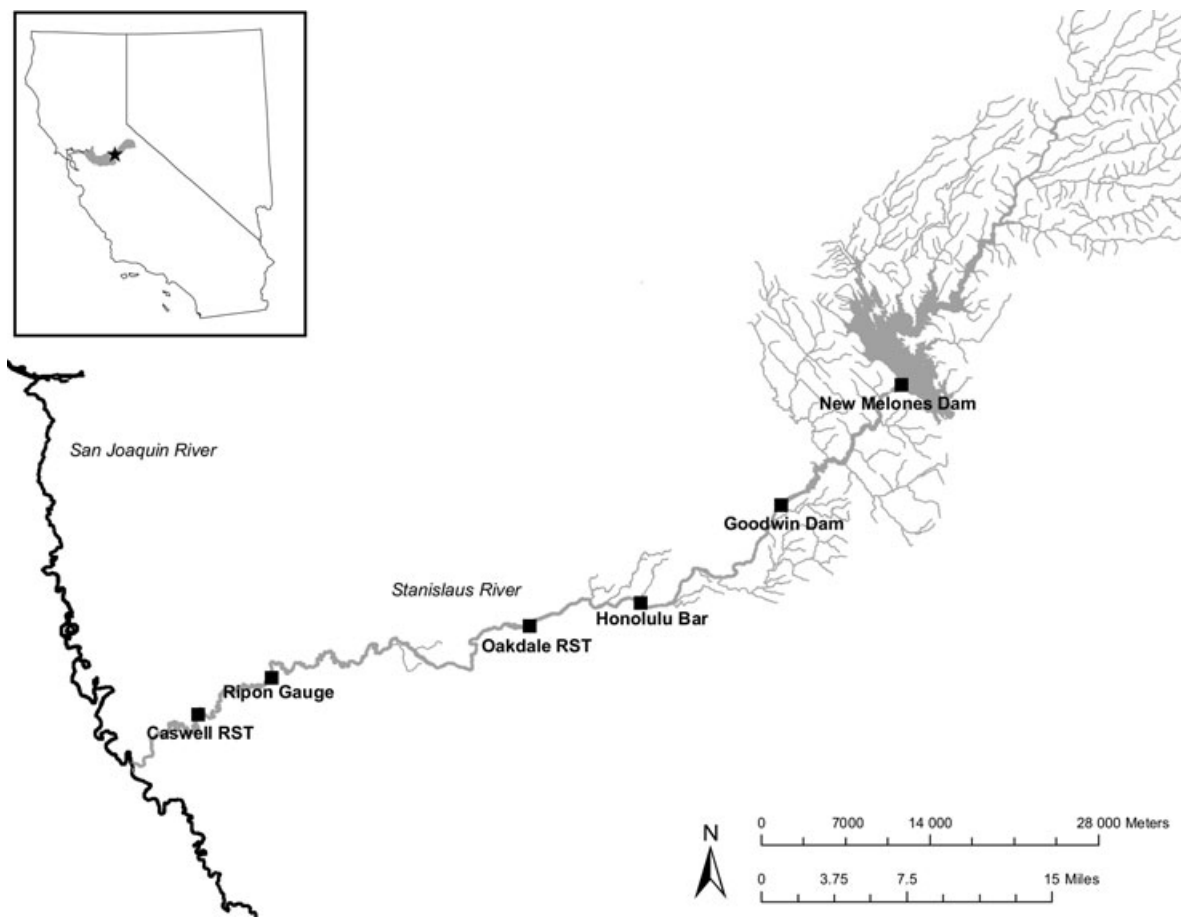 San Joaquin River
New Melones Dam
Goodwin Dam
Stanislaus River
Honolulu Bar
Oakdale RST
Ripon Gauge
Caswell RST
N
0 7000 14 000 28 000 Meters
0 3.75 7.5 15 Miles